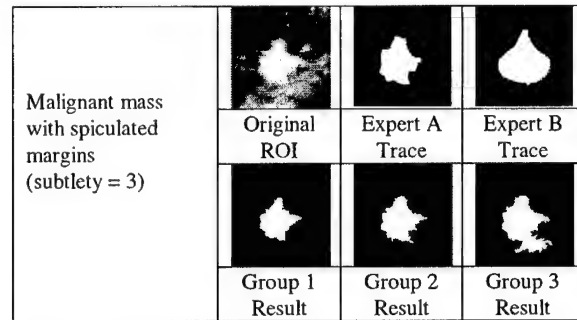 Malignant mass
with spiculated
margins
(subtlety = 3)
Original
ROI
Expert A
Trace
Expert B
Trace
Group 1
Result
Group 2
Result
Group 3
Result